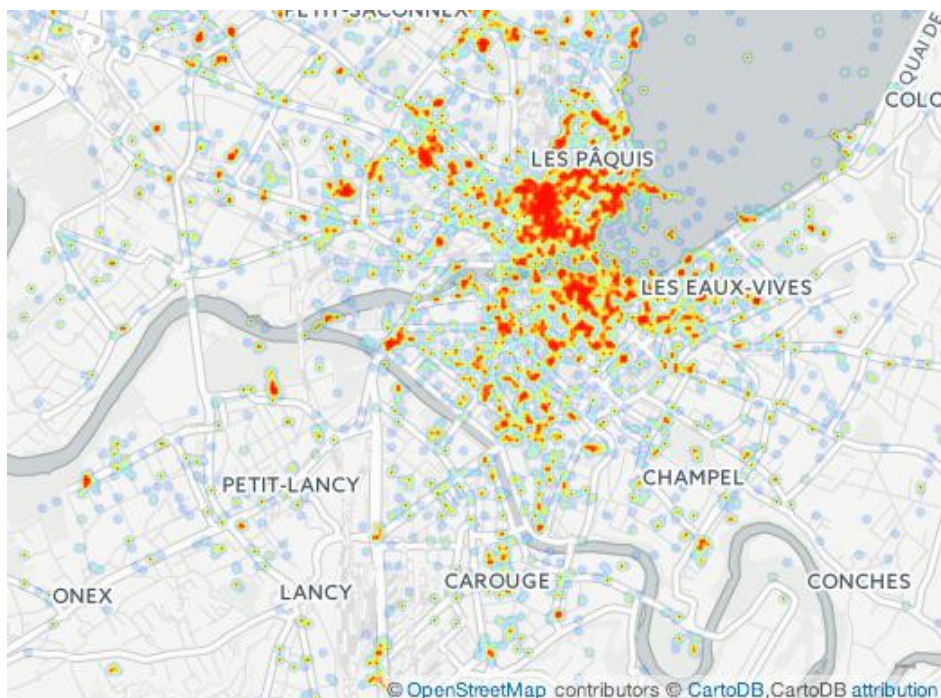 PETIT-SACONNEX
QUAI DE
COLO
LES PÂQUIS
LES EAUX-VIVES
CHAMPEL
PETIT-LANCY
ONEX
LANCY
CAROUGE
CONCHES
© OpenStreetMap contributors © CartoDB,CartoDB attribution